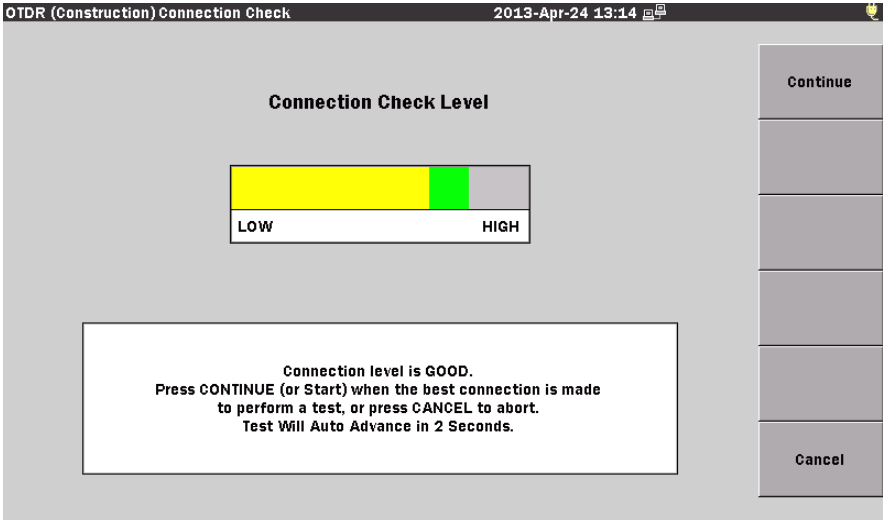 OTDR (Construction) Connection Check
2013-Apr-24 13:14
Continue
Connection Check Level
LOW
HIGH
Connection level is GOOD.
Press CONTINUE (or Start) when the best connection is made
to perform a test, or press CANCEL to abort.
Test Will Auto Advance in 2 Seconds.
Cancel